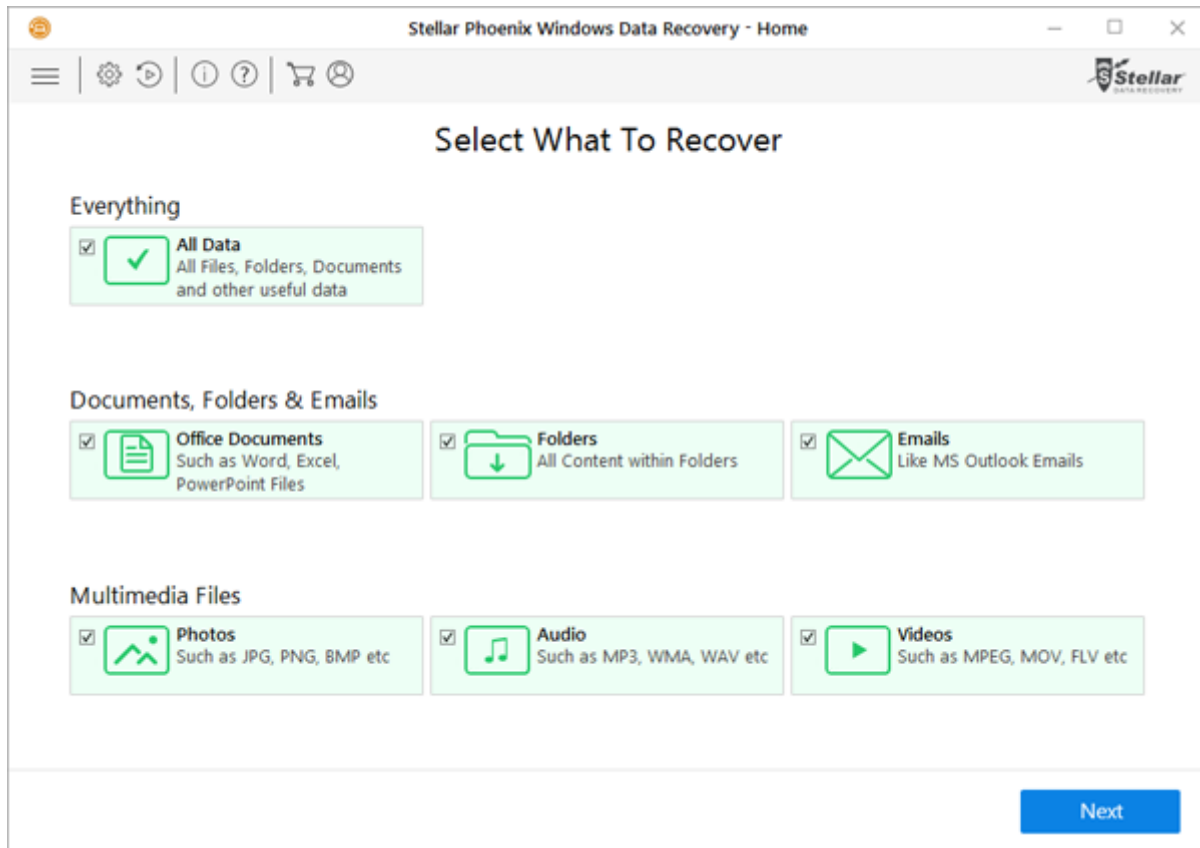 Stellar Phoenix Windows Data Recovery - Home
Stellar
DATA RECOVERY
Select What To Recover
Everything
All Data
All Files, Folders, Documents
and other useful data
Documents, Folders & Emails
Office Documents
Such as Word, Excel,
PowerPoint Files
Folders
All Content within Folders
Emails
Like MS Outlook Emails
Multimedia Files
Photos
Such as JPG, PNG, BMP etc
Audio
Such as MP3, WMA, WAV etc
Videos
Such as MPEG, MOV, FLV etc
Next